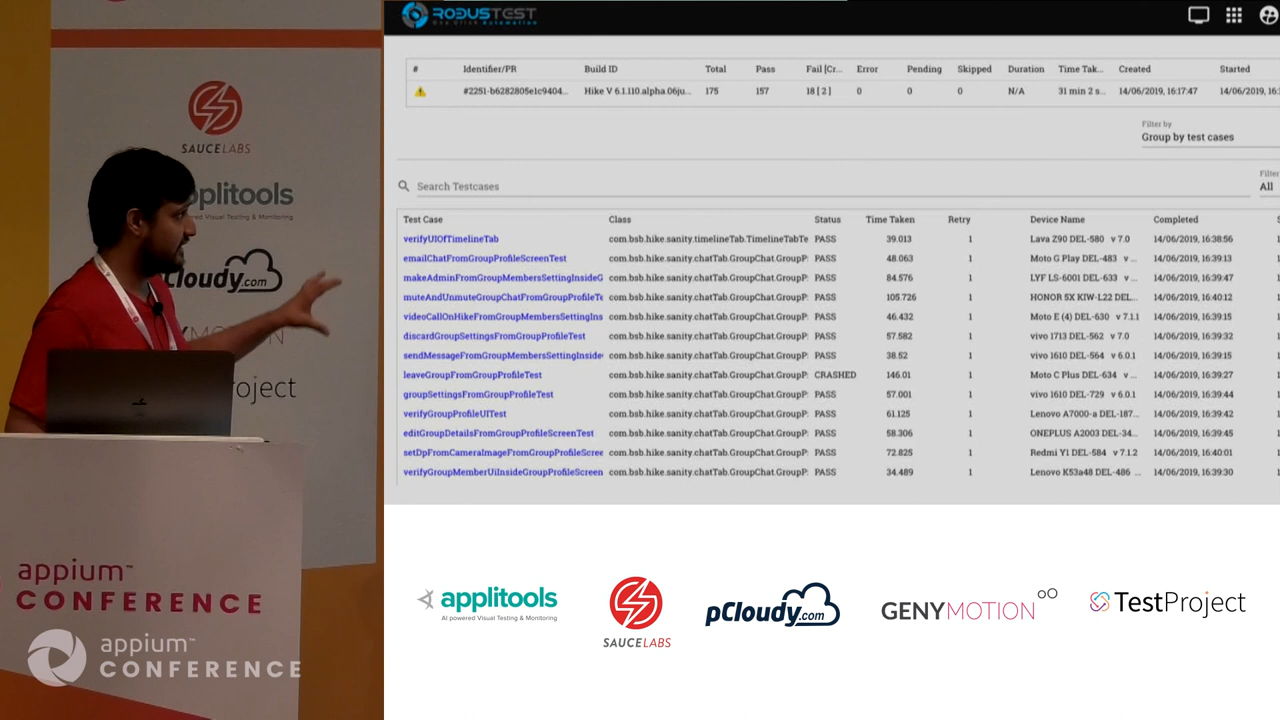 SAUCELABS
applitools
powered Visual Testing & Monitoring
Cloudy.com
NYMOTION
roject
appium™
CONFERENCE
appium™
CONFERENCE
ROBUSTEST
One Click Automation
# Identifier/PR Build ID Total Pass Fail [Cr... Error Pending Skipped Duration Time Tak... Created Started
#2251-b6282805e1c9404... Hike V 6.1.110.alpha.06ju... 175 157 18 [ 2 ] 0 0 0 N/A 31 min 2 s... 14/06/2019, 16:17:47 14/06/2019, 16:
Filter by
Group by test cases
Search Testcases
Filter
All
Test Case Class Status Time Taken Retry Device Name Completed S
verifyUIOfTimelineTab com.bsb.hike.sanity.timelineTab.TimelineTabTe PASS 39.013 1 Lava Z90 DEL-580 v 7.0 14/06/2019, 16:38:56
emailChatFromGroupProfileScreenTest com.bsb.hike.sanity.chatTab.GroupChat.GroupP: PASS 48.063 1 Moto G Play DEL-483 v ... 14/06/2019, 16:39:13
makeAdminFromGroupMembersSettingInsideG com.bsb.hike.sanity.chatTab.GroupChat.GroupP: PASS 84.576 1 LYF LS-6001 DEL-633 v ... 14/06/2019, 16:39:47
muteAndUnmuteGroupChatFromGroupProfileTe com.bsb.hike.sanity.chatTab.GroupChat.GroupP: PASS 105.726 1 HONOR 5X KIW-L22 DEL... 14/06/2019, 16:40:12
videoCallOnHikeFromGroupMembersSettingIns com.bsb.hike.sanity.chatTab.GroupChat.GroupP: PASS 46.432 1 Moto E (4) DEL-630 v 7.1.1 14/06/2019, 16:39:15
discardGroupSettingsFromGroupProfileTest com.bsb.hike.sanity.chatTab.GroupChat.GroupP: PASS 57.582 1 vivo 1713 DEL-562 v 7.0 14/06/2019, 16:39:32
sendMessageFromGroupMembersSettingInside com.bsb.hike.sanity.chatTab.GroupChat.GroupP: PASS 38.52 1 vivo 1610 DEL-564 v 6.0.1 14/06/2019, 16:39:15
leaveGroupFromGroupProfileTest com.bsb.hike.sanity.chatTab.GroupChat.GroupP: CRASHED 146.01 1 Moto C Plus DEL-634 v ... 14/06/2019, 16:39:27
groupSettingsFromGroupProfileTest com.bsb.hike.sanity.chatTab.GroupChat.GroupP: PASS 57.001 1 vivo 1610 DEL-729 v 6.0.1 14/06/2019, 16:39:44
verifyGroupProfileUITest com.bsb.hike.sanity.chatTab.GroupChat.GroupP: PASS 61.125 1 Lenovo A7000-a DEL-187... 14/06/2019, 16:39:42
editGroupDetailsFromGroupProfileScreenTest com.bsb.hike.sanity.chatTab.GroupChat.GroupP: PASS 58.306 1 ONEPLUS A2003 DEL-34... 14/06/2019, 16:39:45
setDpFromCameraImageFromGroupProfileScree com.bsb.hike.sanity.chatTab.GroupChat.GroupP: PASS 72.825 1 Redmi Y1 DEL-584 v 7.1.2 14/06/2019, 16:40:01
verifyGroupMemberUiInsideGroupProfileScreen com.bsb.hike.sanity.chatTab.GroupChat.GroupP: PASS 34.489 1 Lenovo K53a48 DEL-486 ... 14/06/2019, 16:39:30
applitools
AI powered Visual Testing & Monitoring
SAUCELABS
pCloudy.com
GENYMOTION
TestProject